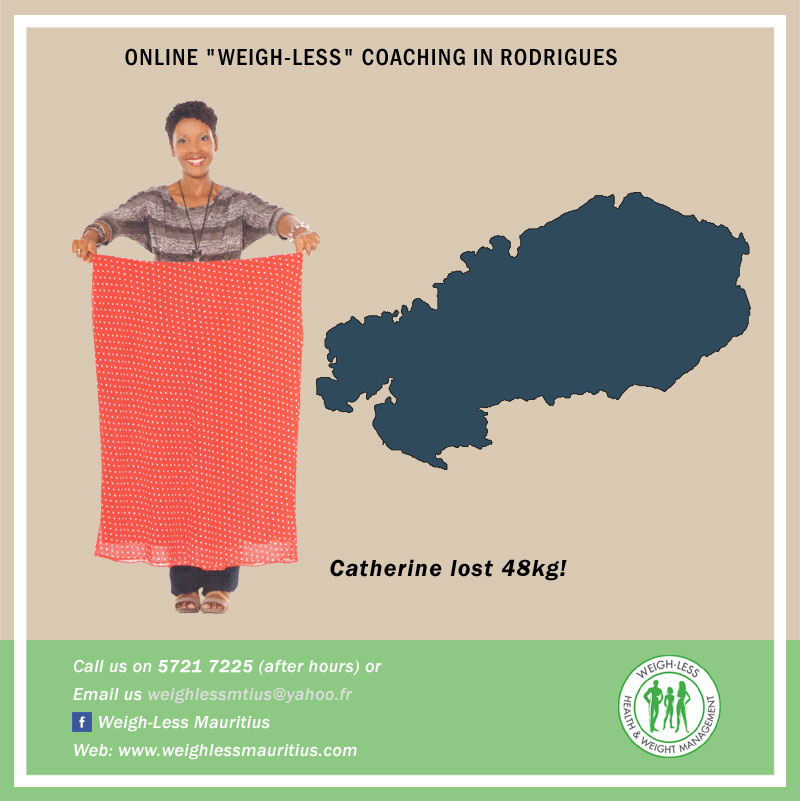 ONLINE "WEIGH-LESS" COACHING IN RODRIGUES
Catherine lost 48kg!
Call us on 5721 7225 (after hours) or
Email us weighlessmtius@yahoo.fr
f Weigh-Less Mauritius
Web: www.weighlessmauritius.com
WEIGH-LESS
HEALTH & WEIGHT MANAGEMENT